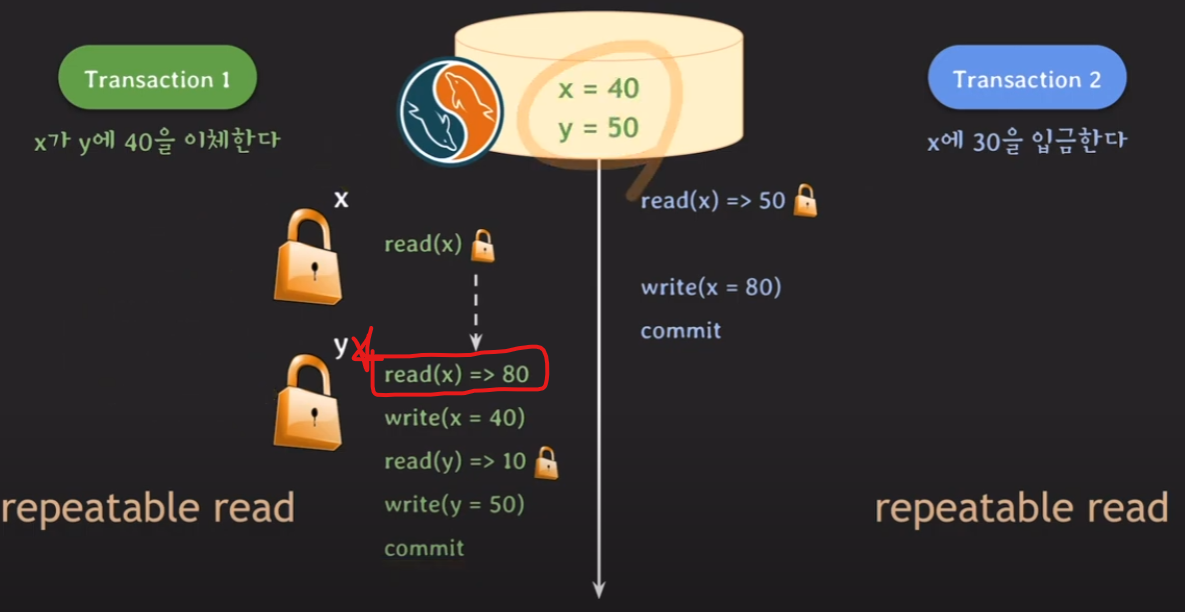 Transaction 1
x가 y에 40을 이체한다
x = 40
y = 50
Transaction 2
x에 30을 입금한다
x
read(x)
read(x) => 50
write(x = 80)
commit
y
read(x) => 80
write(x = 40)
read(y) => 10
write(y = 50)
commit
repeatable read
repeatable read